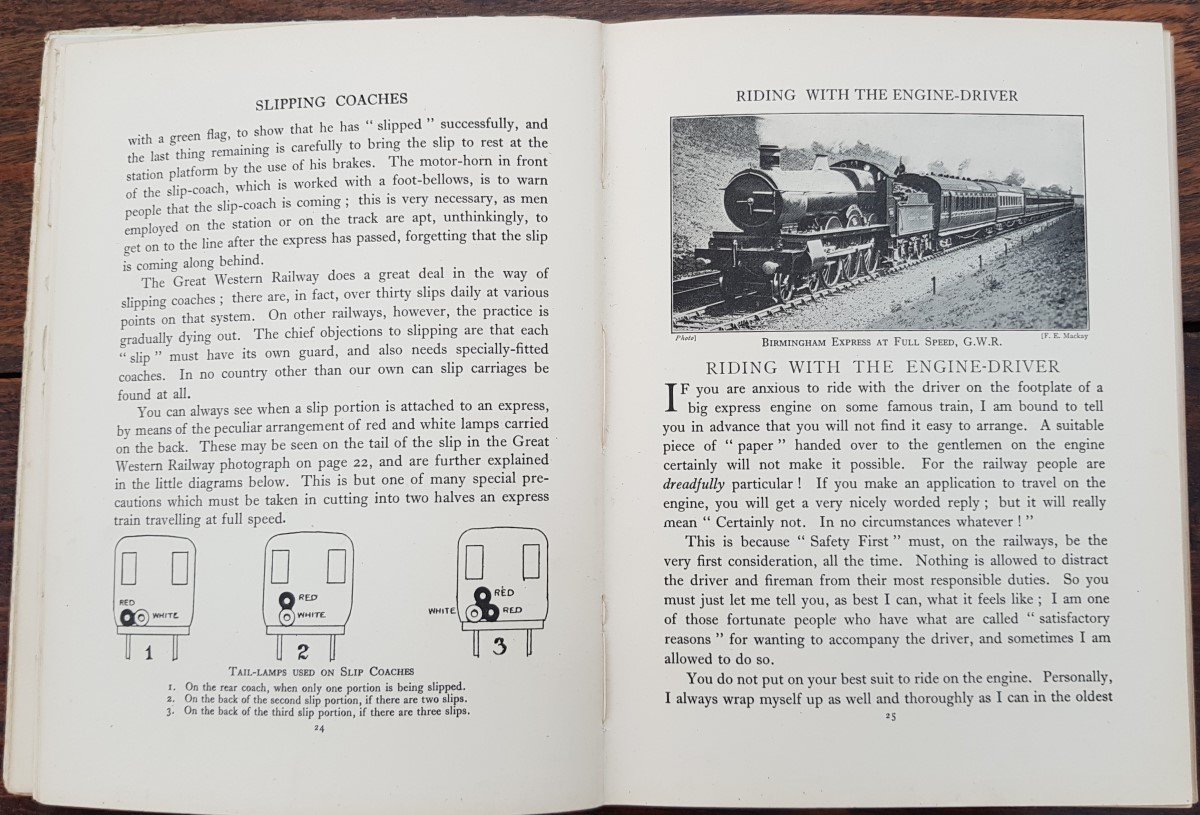 SLIPPING COACHES
with a green flag, to show that he has “ slipped ” successfully, and
the last thing remaining is carefully to bring the slip to rest at the
station platform by the use of his brakes. The motor-horn in front
of the slip-coach, which is worked with a foot-bellows, is to warn
people that the slip-coach is coming ; this is very necessary, as men
employed on the station or on the track are apt, unthinkingly, to
get on to the line after the express has passed, forgetting that the slip
is coming along behind.
The Great Western Railway does a great deal in the way of
slipping coaches ; there are, in fact, over thirty slips daily at various
points on that system. On other railways, however, the practice is
gradually dying out. The chief objections to slipping are that each
“ slip ” must have its own guard, and also needs specially-fitted
coaches. In no country other than our own can slip carriages be
found at all.
You can always see when a slip portion is attached to an express,
by means of the peculiar arrangement of red and white lamps carried
on the back. These may be seen on the tail of the slip in the Great
Western Railway photograph on page 22, and are further explained
in the little diagrams below. This is but one of many special pre-
cautions which must be taken in cutting into two halves an express
train travelling at full speed.
RED
WHITE
1
RED
WHITE
2
RED
WHITE
RED
3
TAIL-LAMPS USED ON SLIP COACHES
1. On the rear coach, when only one portion is being slipped.
2. On the back of the second slip portion, if there are two slips.
3. On the back of the third slip portion, if there are three slips.
24
RIDING WITH THE ENGINE-DRIVER
Photo]
[F. E. Mackay
BIRMINGHAM EXPRESS AT FULL SPEED, G.W.R.
RIDING WITH THE ENGINE-DRIVER
IF you are anxious to ride with the driver on the footplate of a
big express engine on some famous train, I am bound to tell
you in advance that you will not find it easy to arrange. A suitable
piece of “ paper ” handed over to the gentlemen on the engine
certainly will not make it possible. For the railway people are
dreadfully particular ! If you make an application to travel on the
engine, you will get a very nicely worded reply ; but it will really
mean “ Certainly not. In no circumstances whatever ! ”
This is because “ Safety First ” must, on the railways, be the
very first consideration, all the time. Nothing is allowed to distract
the driver and fireman from their most responsible duties. So you
must just let me tell you, as best I can, what it feels like ; I am one
of those fortunate people who have what are called “ satisfactory
reasons ” for wanting to accompany the driver, and sometimes I am
allowed to do so.
You do not put on your best suit to ride on the engine. Personally,
I always wrap myself up as well and thoroughly as I can in the oldest
25